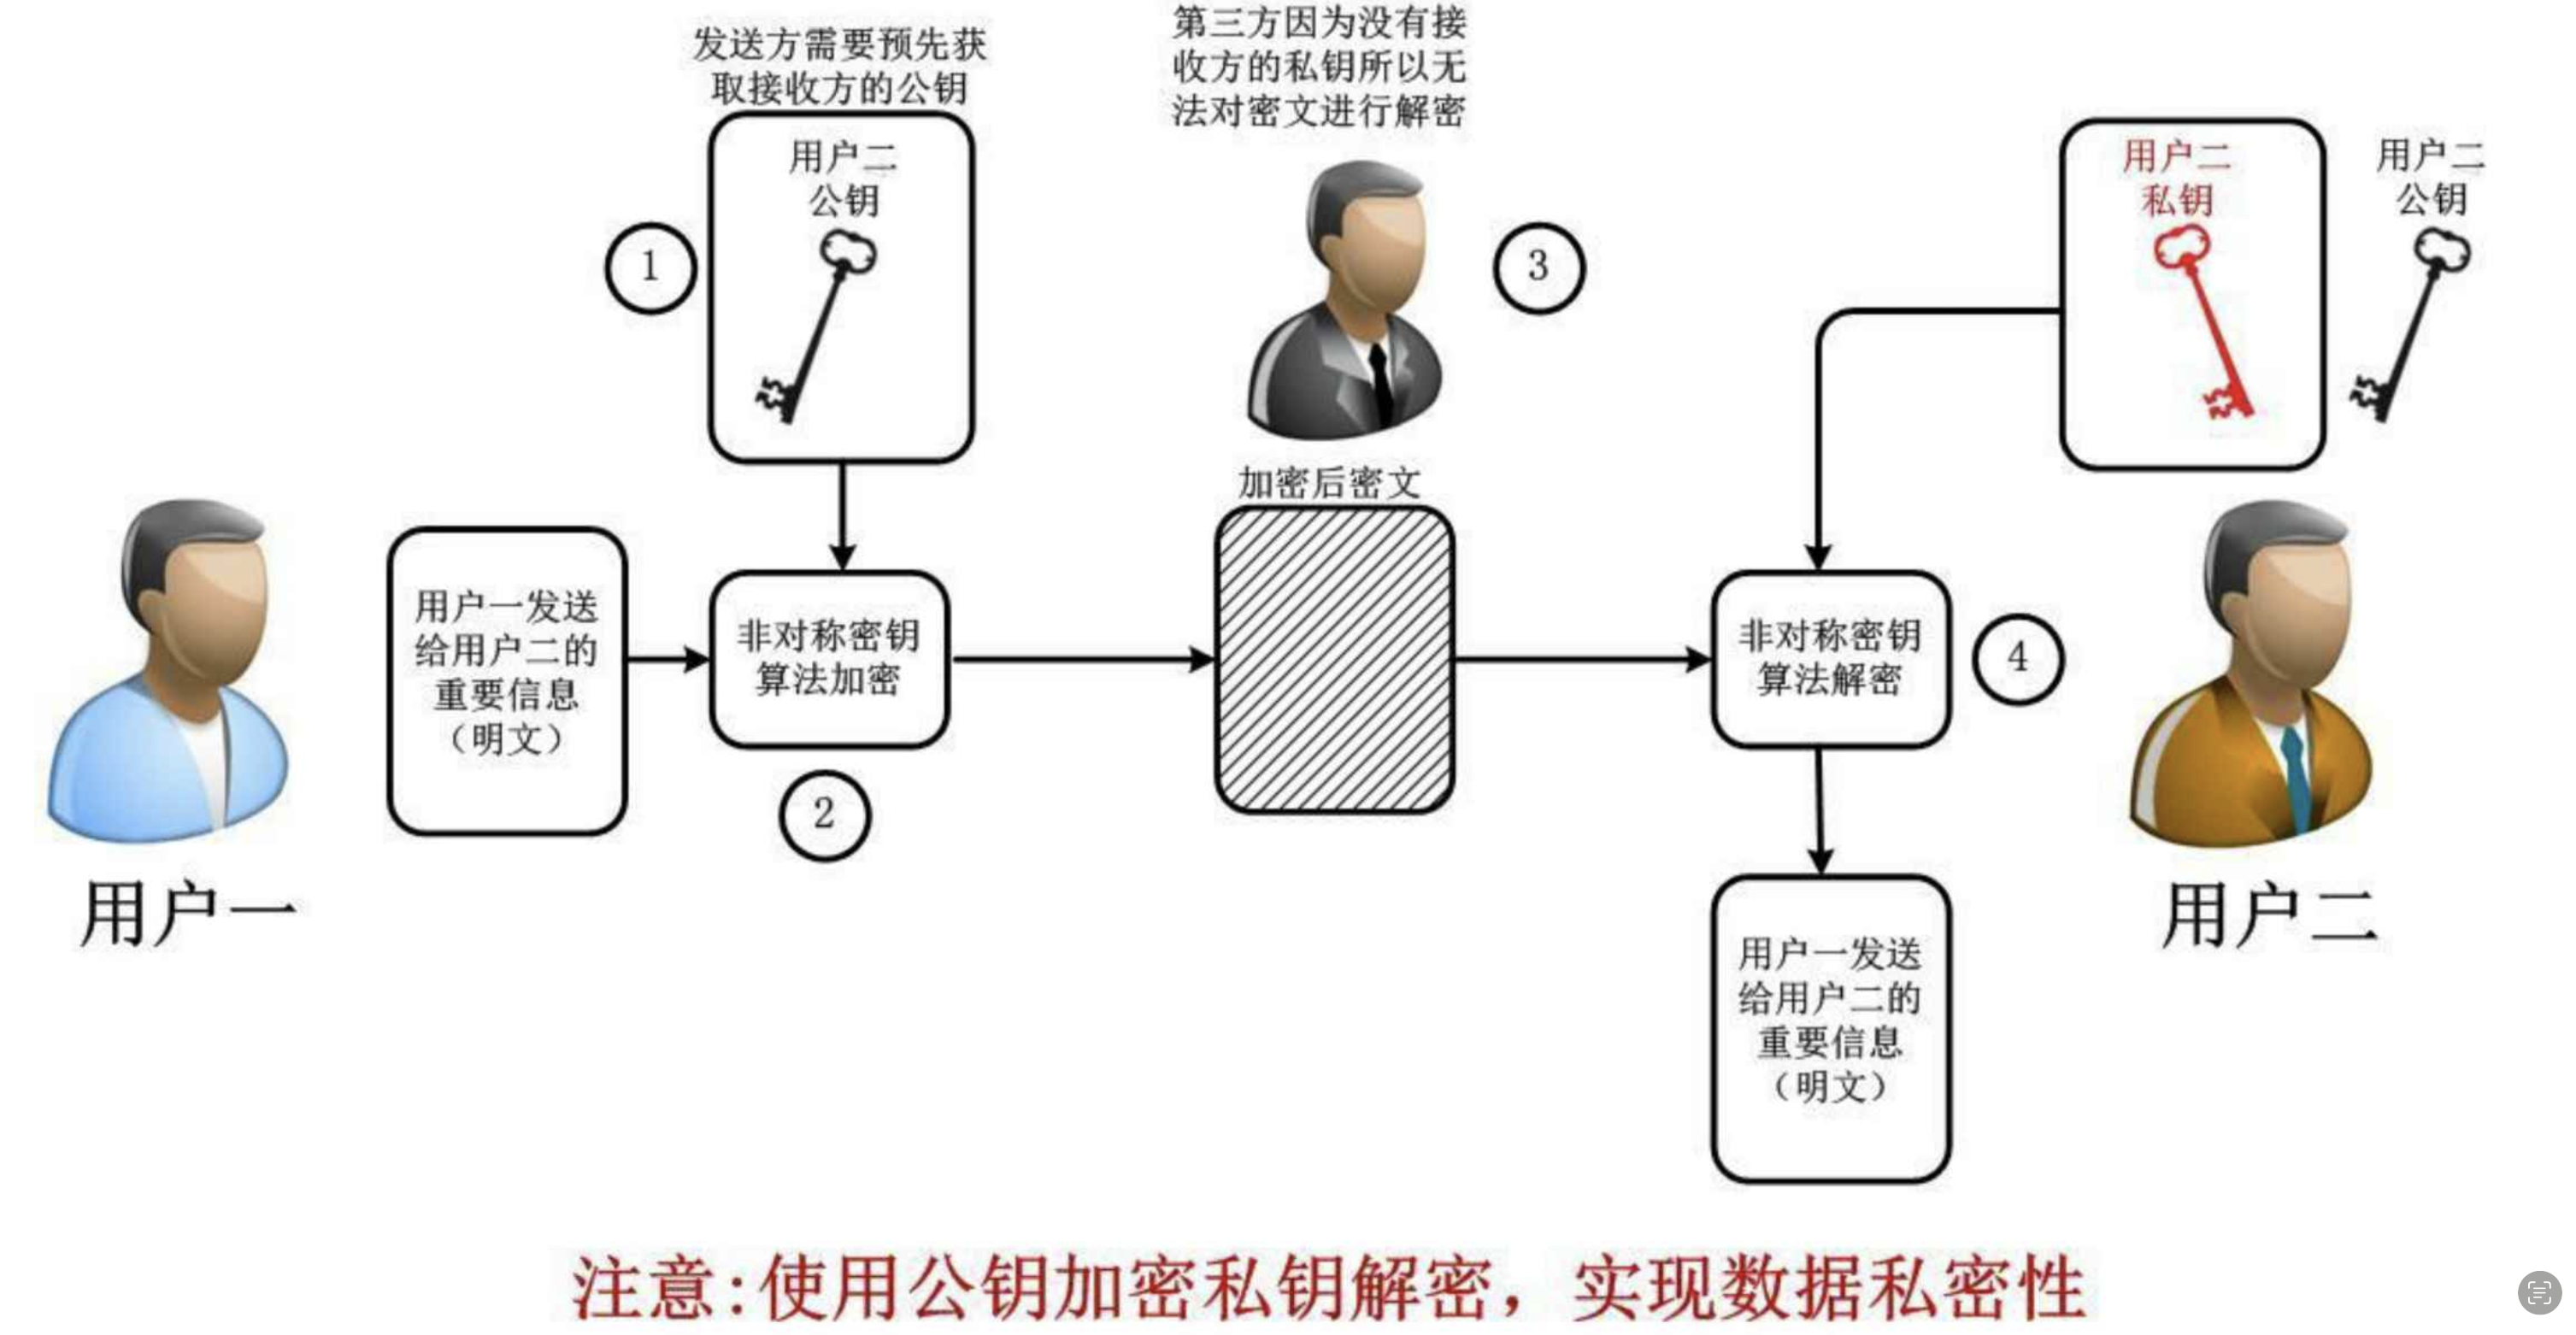 发送方需要预先获
取接收方的公钥
第三方因为没有接
收方的私钥所以无
法对密文进行解密
用户二
公钥
1
3
用户二
私钥
用户二
公钥
加密后密文
用户一发送
给用户二的
重要信息
（明文）
非对称密钥
算法加密
2
非对称密钥
算法解密
4
用户一
用户二
用户一发送
给用户二的
重要信息
（明文）
注意:使用公钥加密私钥解密，实现数据私密性